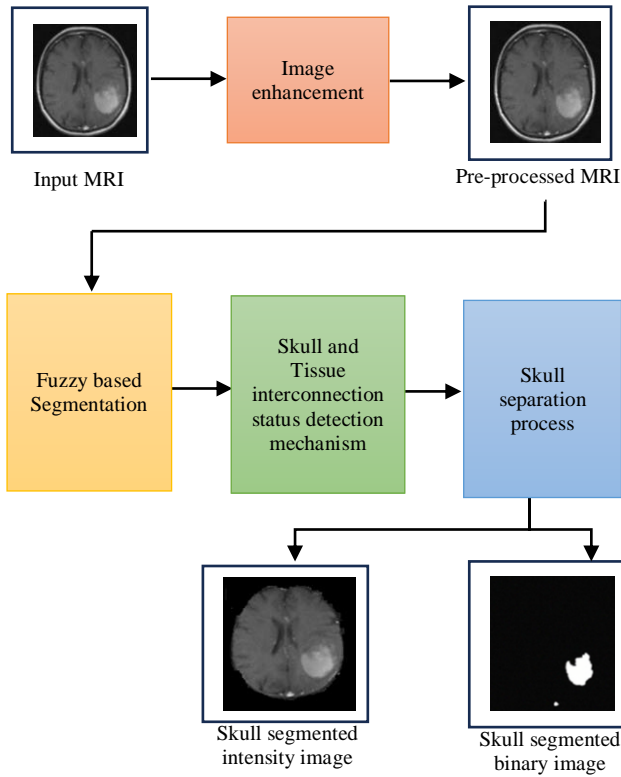 Image
enhancement
Input MRI
Pre-processed MRI
Fuzzy based
Segmentation
Skull and
Tissue
interconnection
status detection
mechanism
Skull
separation
process
Skull segmented
intensity image
Skull segmented
binary image